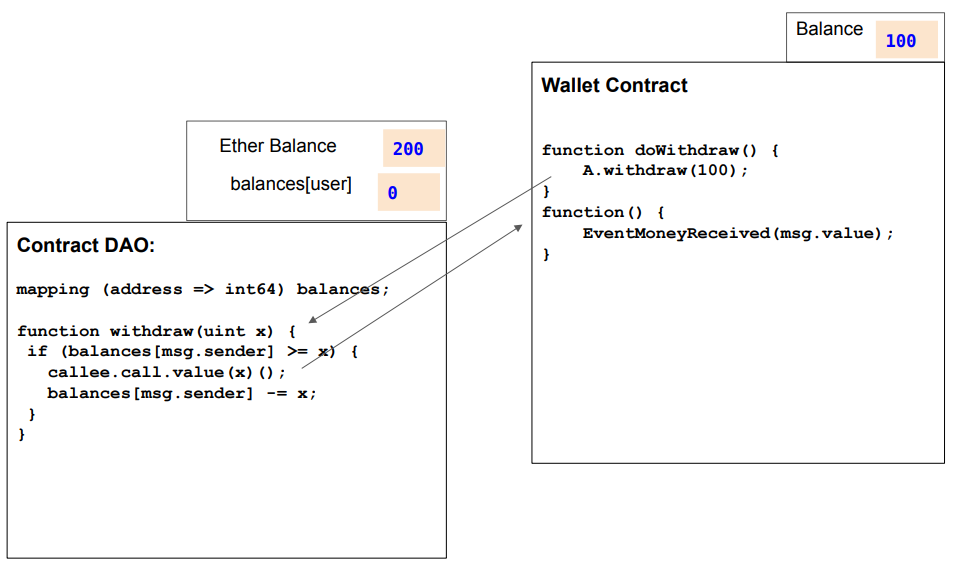 Balance 100
Wallet Contract
function doWithdraw() {
A.withdraw(100);
}
function() {
EventMoneyReceived(msg.value);
}
Ether Balance 200
balances[user] 0
Contract DAO:
mapping (address => int64) balances;
function withdraw(uint x) {
if (balances[msg.sender] >= x) {
callee.call.value(x)();
balances[msg.sender] -= x;
}
}